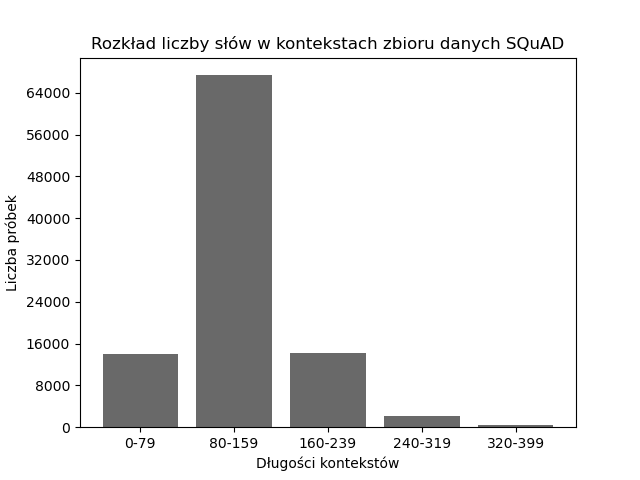 Rozkład liczby słów w kontekstach zbioru danych SQuAD
64000
56000
48000
40000
32000
24000
16000
8000
0
Liczba próbek
0-79 80-159 160-239 240-319 320-399
Długości kontekstów